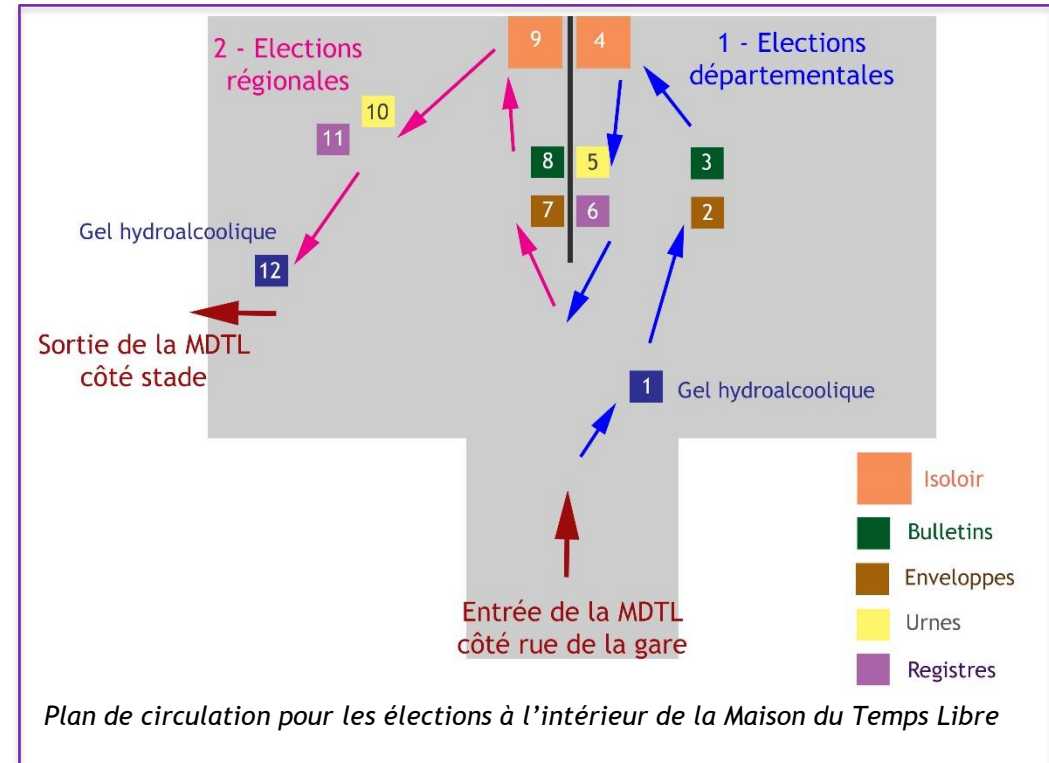 2 - Elections
régionales
9
4
1 - Elections
départementales
10
11
8
5
3
7
6
2
Gel hydroalcoolique
12
Sortie de la MDTL
côté stade
1
Gel hydroalcoolique
Isoloir
Bulletins
Enveloppes
Urnes
Registres
Entrée de la MDTL
côté rue de la gare
Plan de circulation pour les élections à l’intérieur de la Maison du Temps Libre